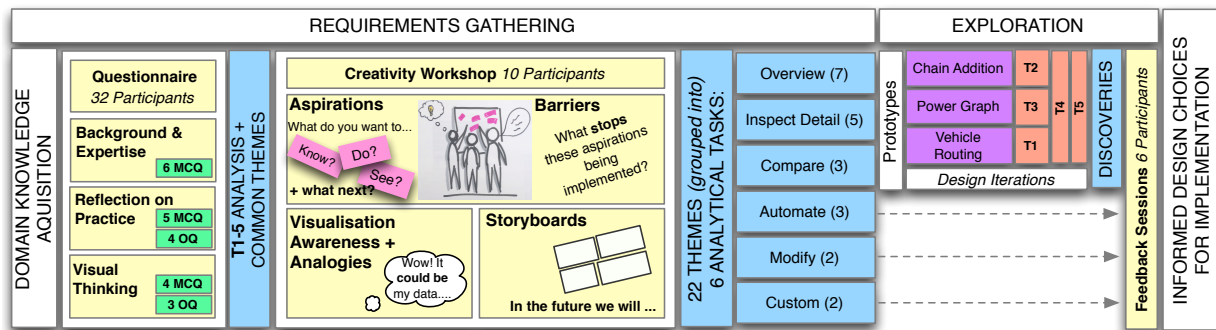 REQUIREMENTS GATHERING
EXPLORATION
DOMAIN KNOWLEDGE
AQUISITION
Questionnaire
32 Participants
Background &
Expertise
6 MCQ
Reflection on
Practice
5 MCQ
4 OQ
Visual
Thinking
4 MCQ
3 OQ
T1-5 ANALYSIS +
COMMON THEMES
Creativity Workshop 10 Participants
Aspirations
What do you want to...
Know?
Do?
See?
+ what next?
Barriers
What stops
these aspirations
being
implemented?
Visualisation
Awareness +
Analogies
Wow! It
could be
my data....
Storyboards
In the future we will ...
22 THEMES (grouped into)
6 ANALYTICAL TASKS:
Overview (7)
Inspect Detail (5)
Compare (3)
Automate (3)
Modify (2)
Custom (2)
Prototypes
Chain Addition
Power Graph
Vehicle
Routing
T2
T3
T1
T4
T5
Design Iterations
DISCOVERIES
Feedback Sessions 6 Participants
INFORMED DESIGN CHOICES
FOR IMPLEMENTATION